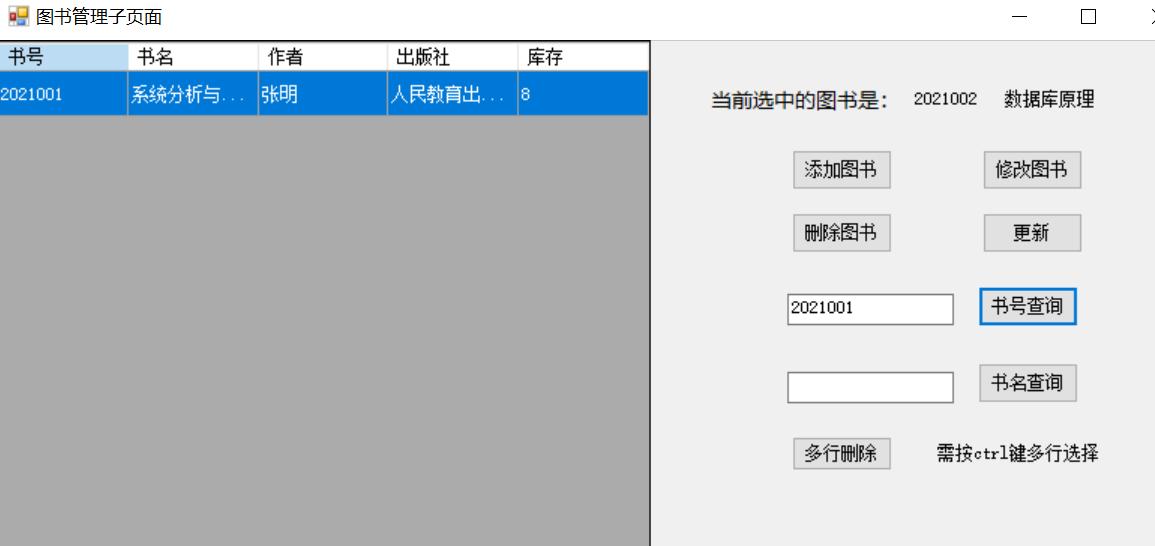 图书管理子页面
书号 书名 作者 出版社 库存
2021001 系统分析与... 张明 人民教育出... 8
当前选中的图书是： 2021002 数据库原理
添加图书 修改图书
删除图书 更新
2021001 书号查询
书名查询
多行删除 需按ctrl键多行选择